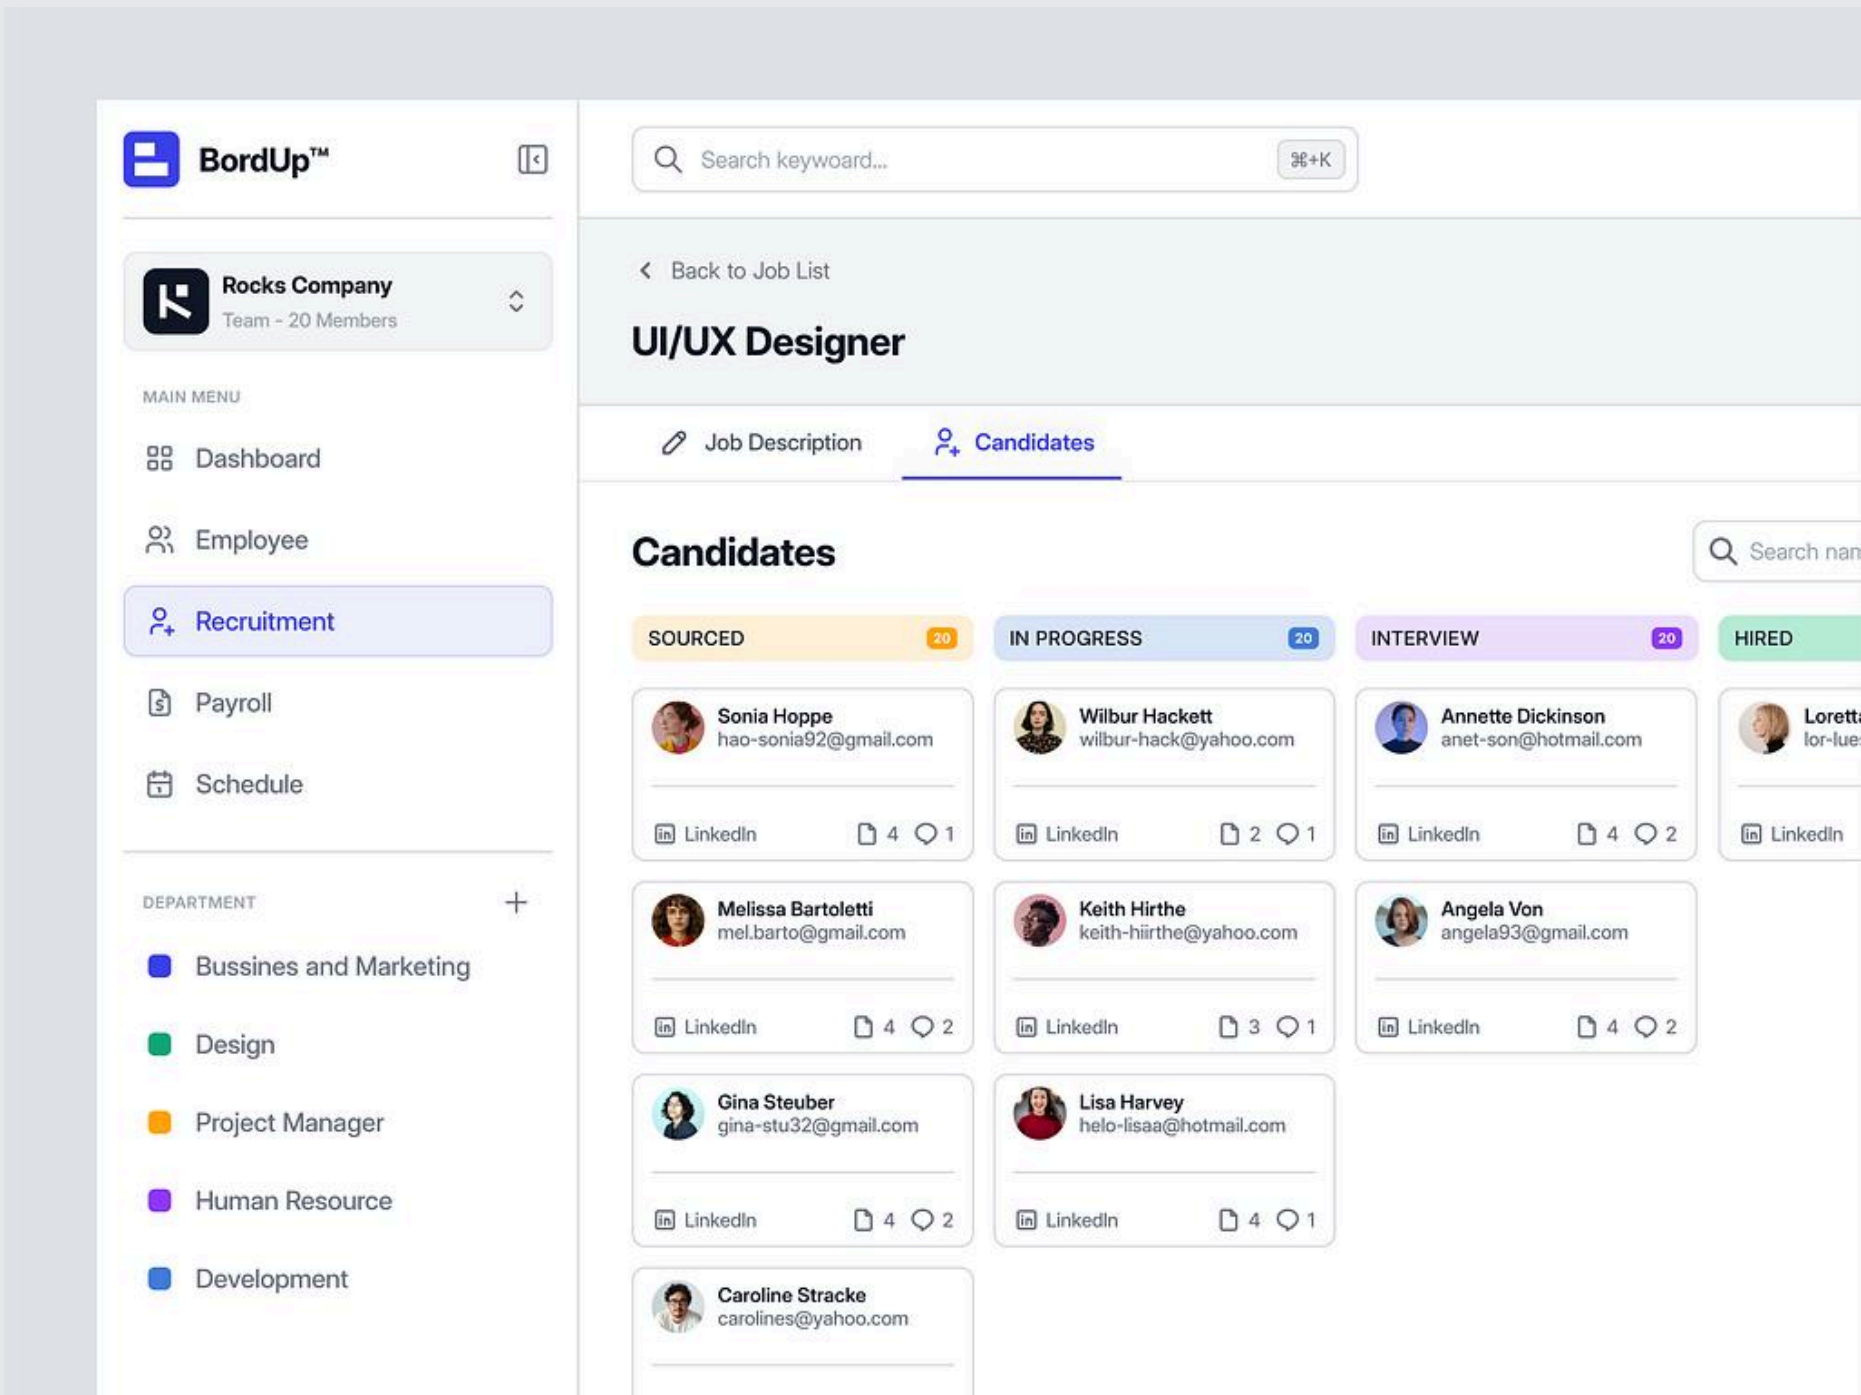 BordUp™
Search keywoard...
⌘+K
Rocks Company
Team - 20 Members
MAIN MENU
Dashboard
Employee
Recruitment
Payroll
Schedule
DEPARTMENT
Bussines and Marketing
Design
Project Manager
Human Resource
Development
Back to Job List
UI/UX Designer
Job Description
Candidates
Candidates
Search nam
SOURCED 20
Sonia Hoppe
hao-sonia92@gmail.com
LinkedIn 4 1
Melissa Bartoletti
mel.barto@gmail.com
LinkedIn 4 2
Gina Steuber
gina-stu32@gmail.com
LinkedIn 4 2
Caroline Stracke
carolines@yahoo.com
IN PROGRESS 20
Wilbur Hackett
wilbur-hack@yahoo.com
LinkedIn 2 1
Keith Hirthe
keith-hiirthe@yahoo.com
LinkedIn 3 1
Lisa Harvey
helo-lisaa@hotmail.com
LinkedIn 4 1
INTERVIEW 20
Annette Dickinson
anet-son@hotmail.com
LinkedIn 4 2
Angela Von
angela93@gmail.com
LinkedIn 4 2
HIRED
Loretta
lor-lue
LinkedIn